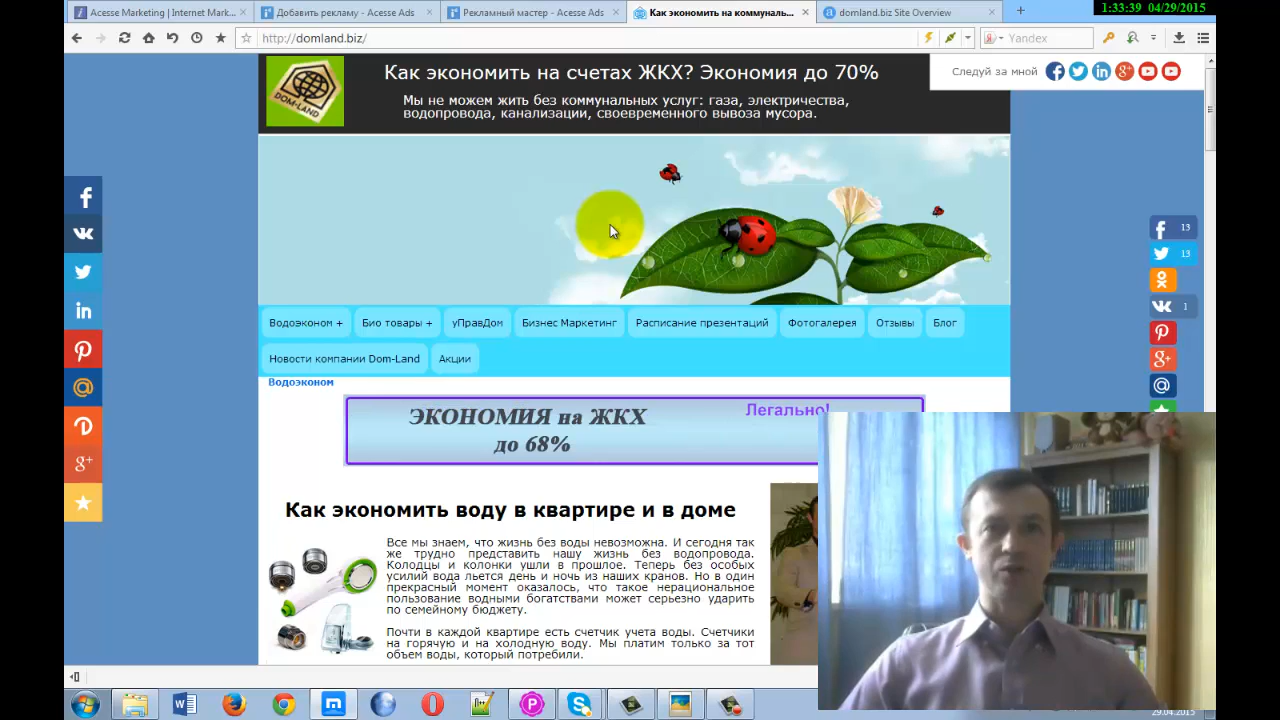 1:33:39 04/29/2015
Acesse Marketing | Internet Mark...
Добавить рекламу - Acesse Ads
Рекламный мастер - Acesse Ads
Как экономить на коммуналь...
domland.biz Site Overview
http://domland.biz/
Yandex
DOM-LAND
Как экономить на счетах ЖКХ? Экономия до 70%
Мы не можем жить без коммунальных услуг: газа, электричества,
водопровода, канализации, своевременного вывоза мусора.
Следуй за мной
13
13
1
Водоэконом +
Био товары +
уПравДом
Бизнес Маркетинг
Расписание презентаций
Фотогалерея
Отзывы
Блог
Новости компании Dom-Land
Акции
Водоэконом
ЭКОНОМИЯ на ЖКХ
до 68%
Легально!
Как экономить воду в квартире и в доме
Все мы знаем, что жизнь без воды невозможна. И сегодня так
же трудно представить нашу жизнь без водопровода.
Колодцы и колонки ушли в прошлое. Теперь без особых
усилий вода льется день и ночь из наших кранов. Но в один
прекрасный момент оказалось, что такое нерациональное
пользование водными богатствами может серьезно ударить
по семейному бюджету.
Почти в каждой квартире есть счетчик учета воды. Счетчики
на горячую и на холодную воду. Мы платим только за тот
объем воды, который потребили.
29.04.2015